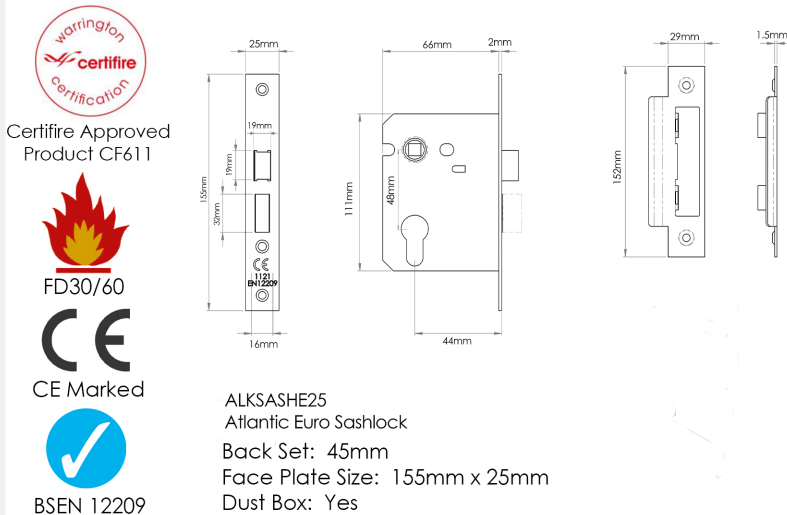 warrington
certifire
certification
Certifire Approved
Product CF611
FD30/60
CE
CE Marked
BSEN 12209
25mm
19mm
19mm
155mm
32mm
CE
1121
EN12209
16mm
66mm
2mm
111mm
48mm
44mm
29mm
152mm
1.5mm
ALKSASHE25
Atlantic Euro Sashlock
Back Set: 45mm
Face Plate Size: 155mm x 25mm
Dust Box: Yes